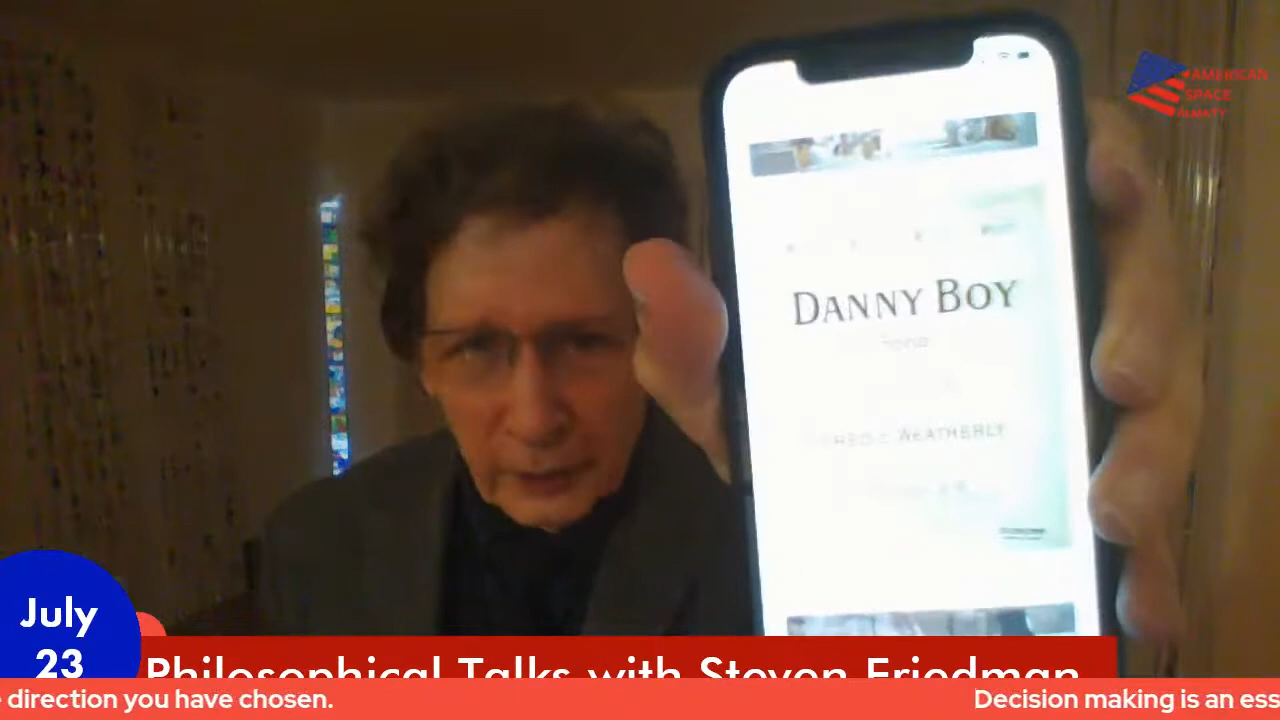 AMERICAN
SPACE
ALMATY
DANNY BOY
WEATHERLY
July
23
Philosophical Talks with Steven Friedman
direction you have chosen.
Decision making is an ess